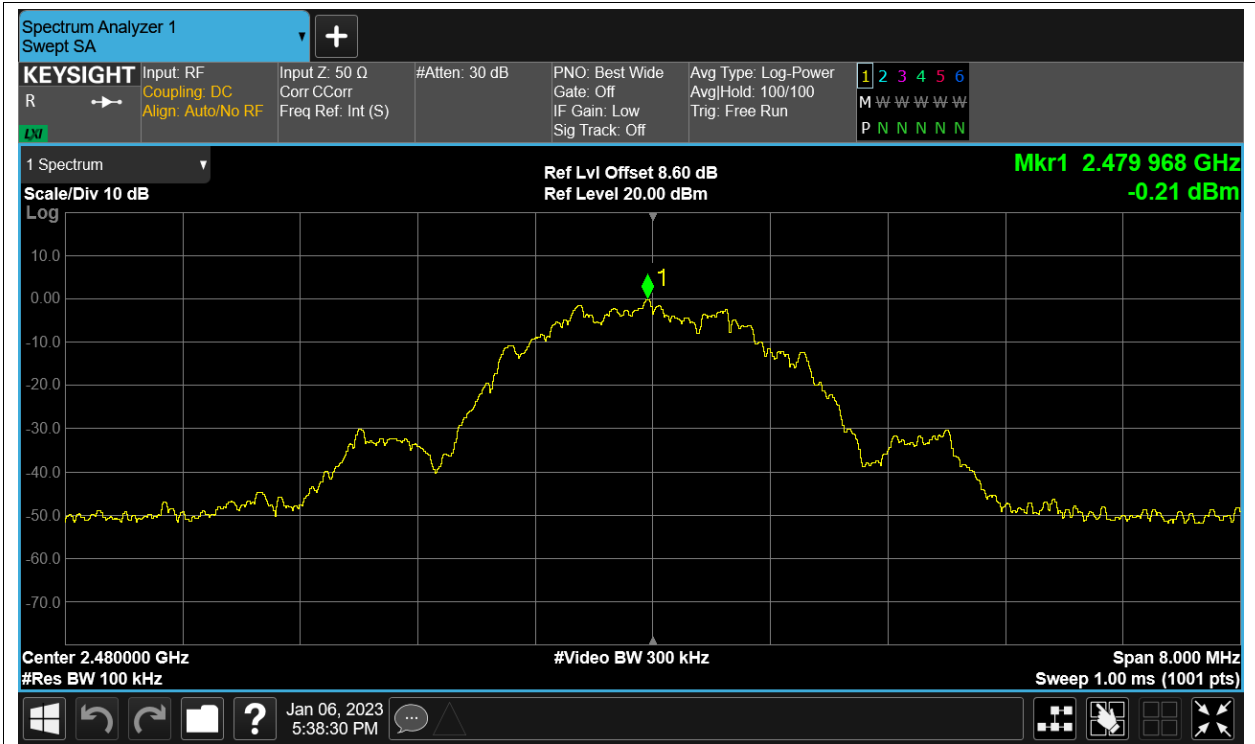 Spectrum Analyzer 1
Swept SA
KEYSIGHT
R
LXI
Input: RF
Coupling: DC
Align: Auto/No RF
Input Z: 50 Ω
Corr CCorr
Freq Ref: Int (S)
#Atten: 30 dB
PNO: Best Wide
Gate: Off
IF Gain: Low
Sig Track: Off
Avg Type: Log-Power
Avg|Hold: 100/100
Trig: Free Run
1 2 3 4 5 6
M W W W W W
P N N N N N
1 Spectrum
Scale/Div 10 dB
Ref Lvl Offset 8.60 dB
Ref Level 20.00 dBm
Mkr1 2.479 968 GHz
-0.21 dBm
Log
10.0
0.00
-10.0
-20.0
-30.0
-40.0
-50.0
-60.0
-70.0
1
Center 2.480000 GHz
#Res BW 100 kHz
#Video BW 300 kHz
Span 8.000 MHz
Sweep 1.00 ms (1001 pts)
?
Jan 06, 2023
5:38:30 PM